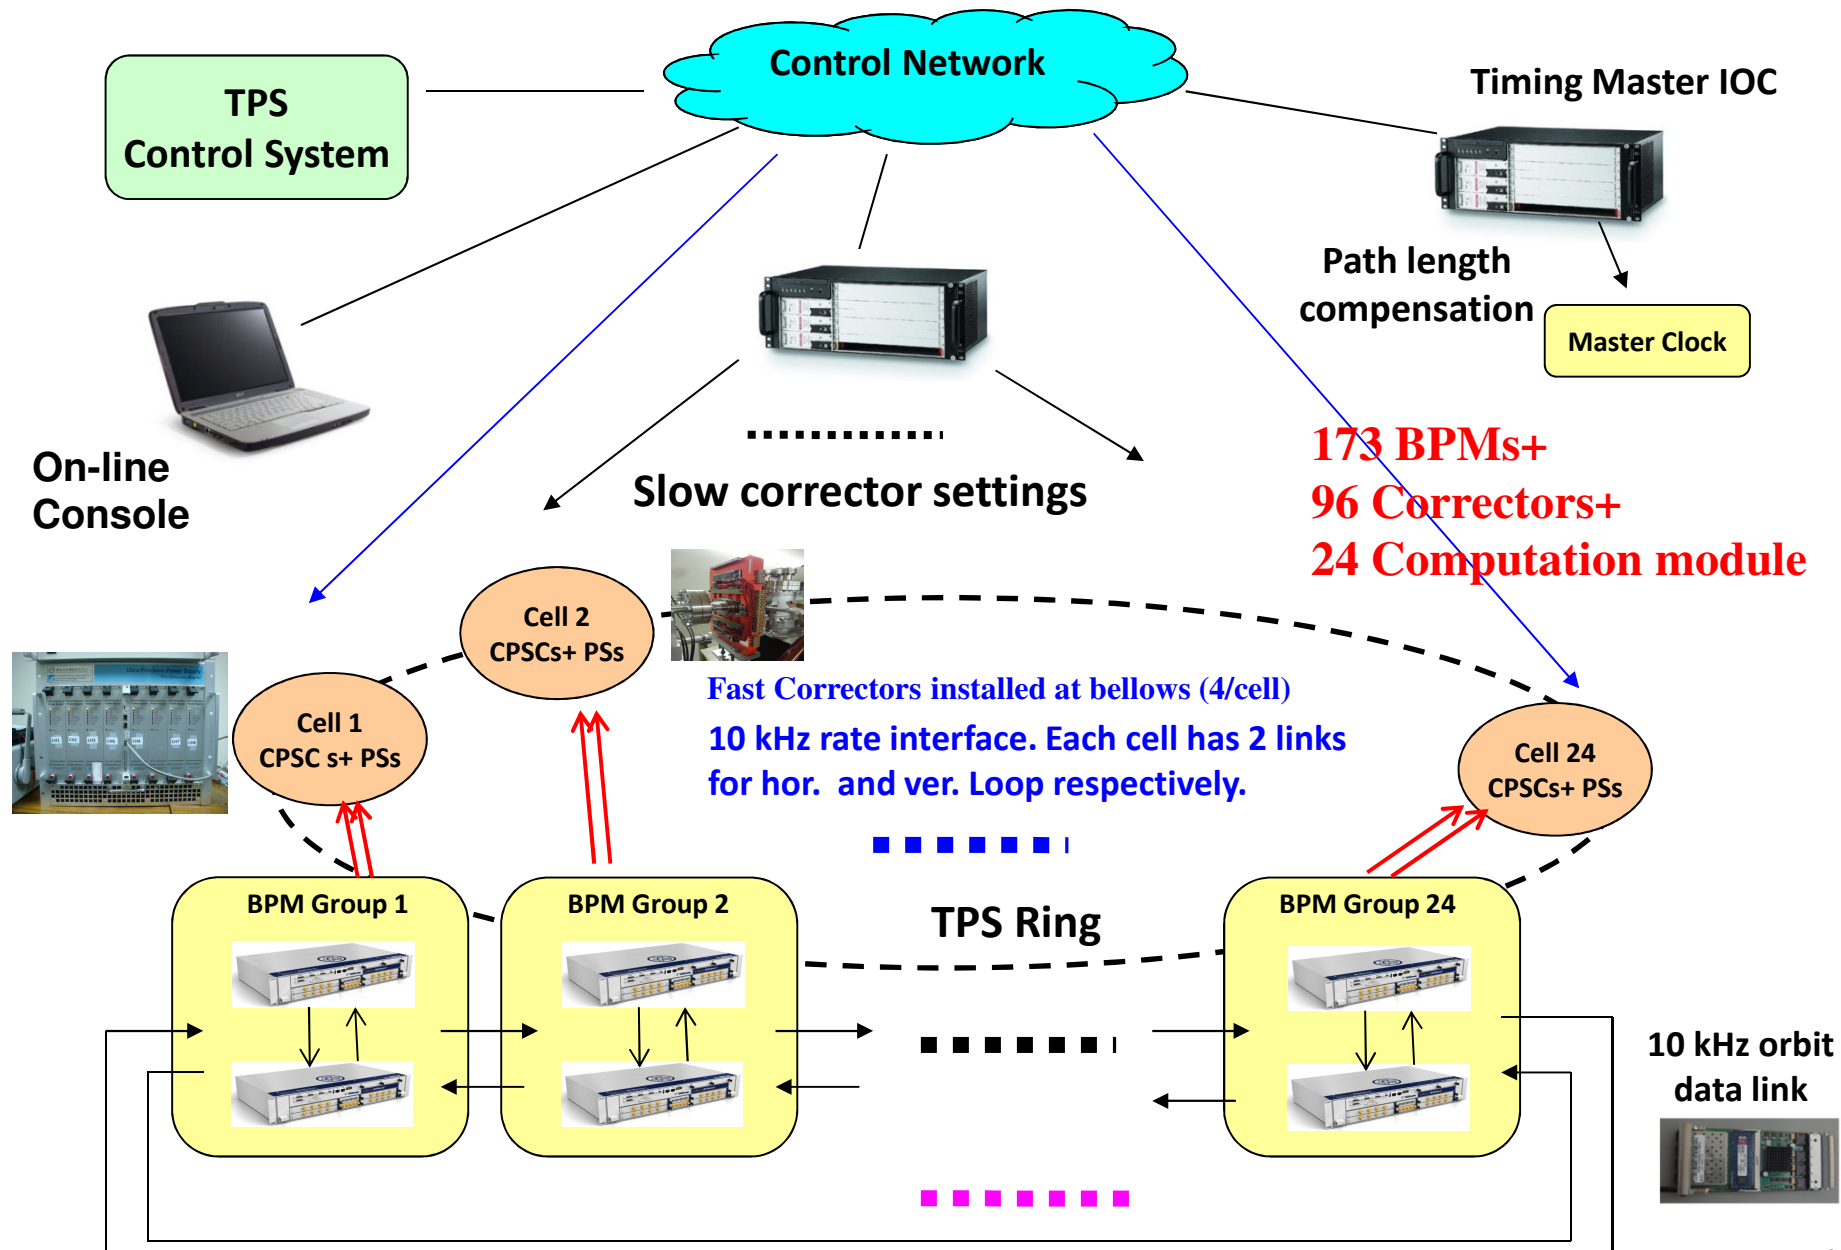 Control Network
TPS
Control System
Timing Master IOC
Path length
compensation
Master Clock
On-line
Console
Slow corrector settings
173 BPMs+
96 Correctors+
24 Computation module
Cell 2
CPSCs+ PSs
Cell 1
CPSC s+ PSs
Fast Correctors installed at bellows (4/cell)
10 kHz rate interface. Each cell has 2 links
for hor. and ver. Loop respectively.
Cell 24
CPSCs+ PSs
BPM Group 1
BPM Group 2
TPS Ring
BPM Group 24
10 kHz orbit
data link